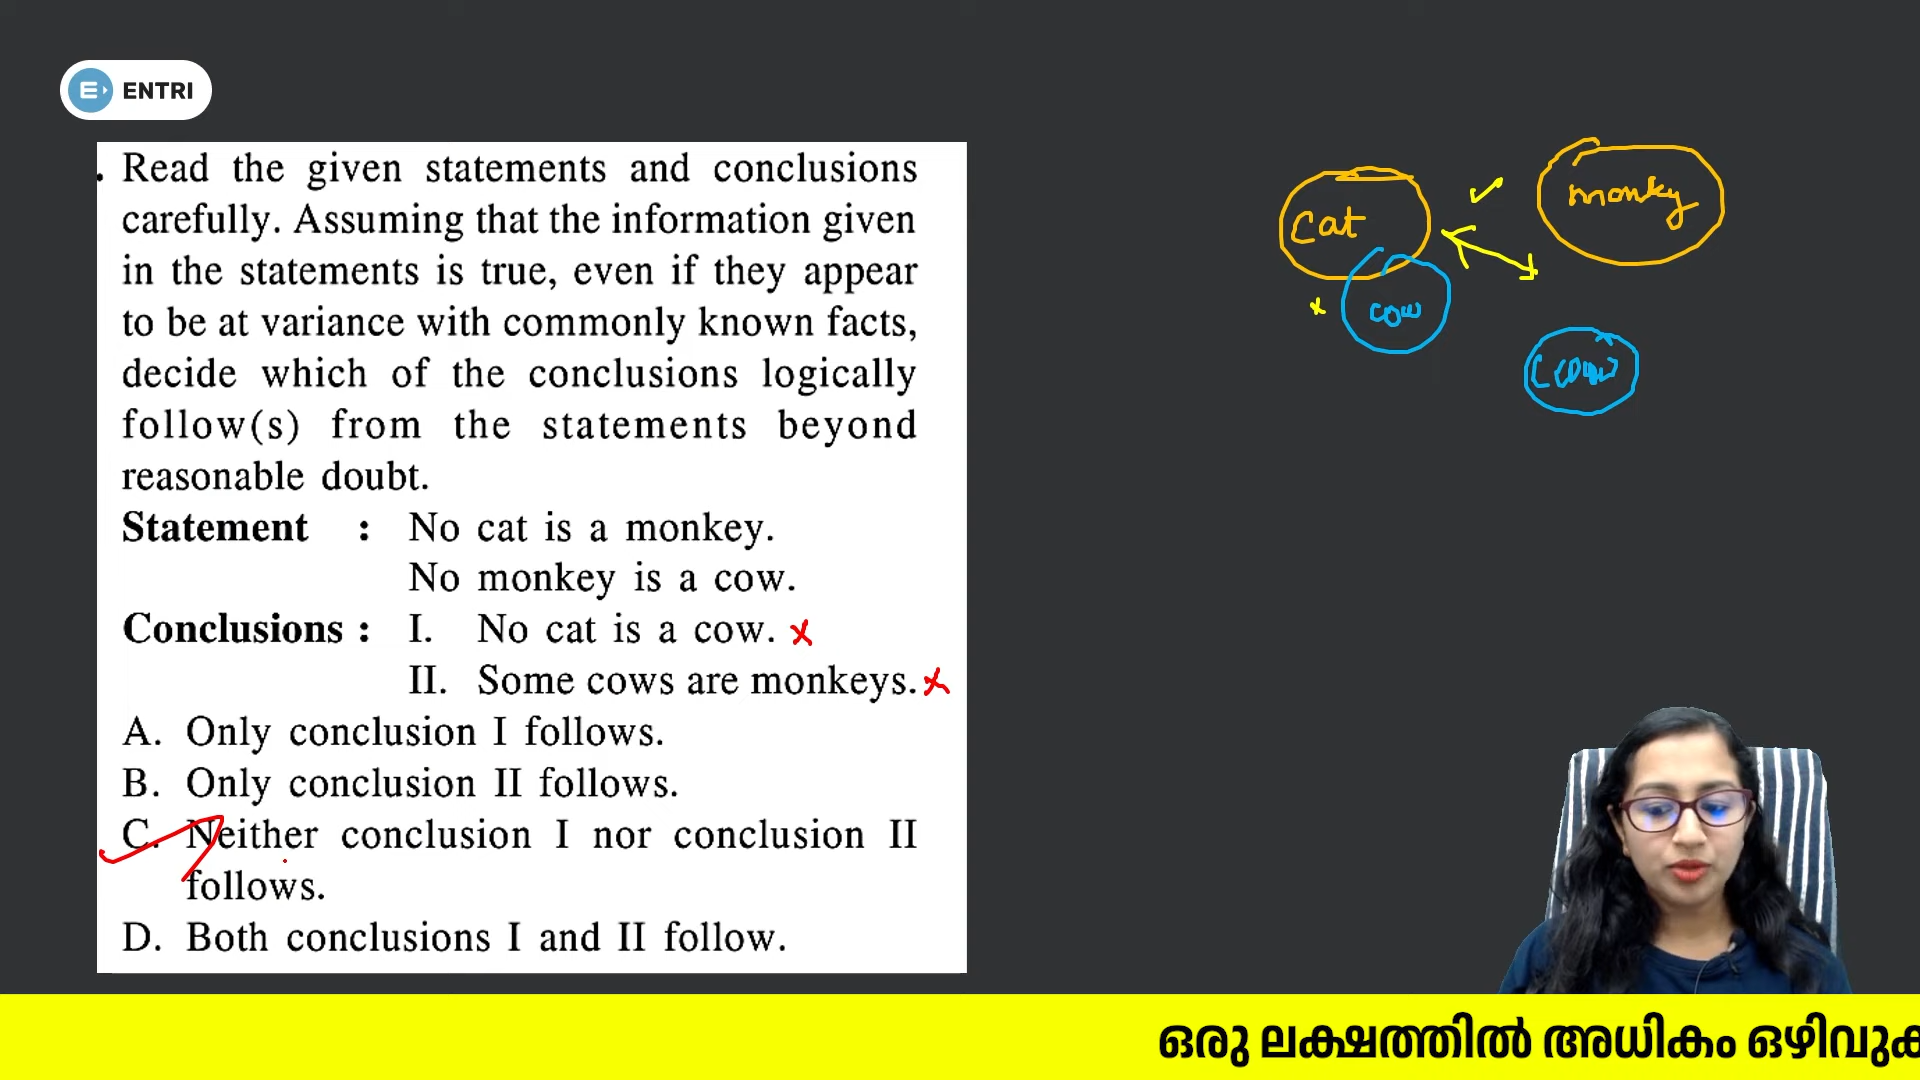 ENTRI
. Read the given statements and conclusions
carefully. Assuming that the information given
in the statements is true, even if they appear
to be at variance with commonly known facts,
decide which of the conclusions logically
follow(s) from the statements beyond
reasonable doubt.
Statement : No cat is a monkey.
No monkey is a cow.
Conclusions : I. No cat is a cow. x
II. Some cows are monkeys. x
A. Only conclusion I follows.
B. Only conclusion II follows.
C. Neither conclusion I nor conclusion II
follows.
D. Both conclusions I and II follow.
cat
monky
x cow
ഒരു ലക്ഷത്തിൽ അധികം ഒഴിവുക